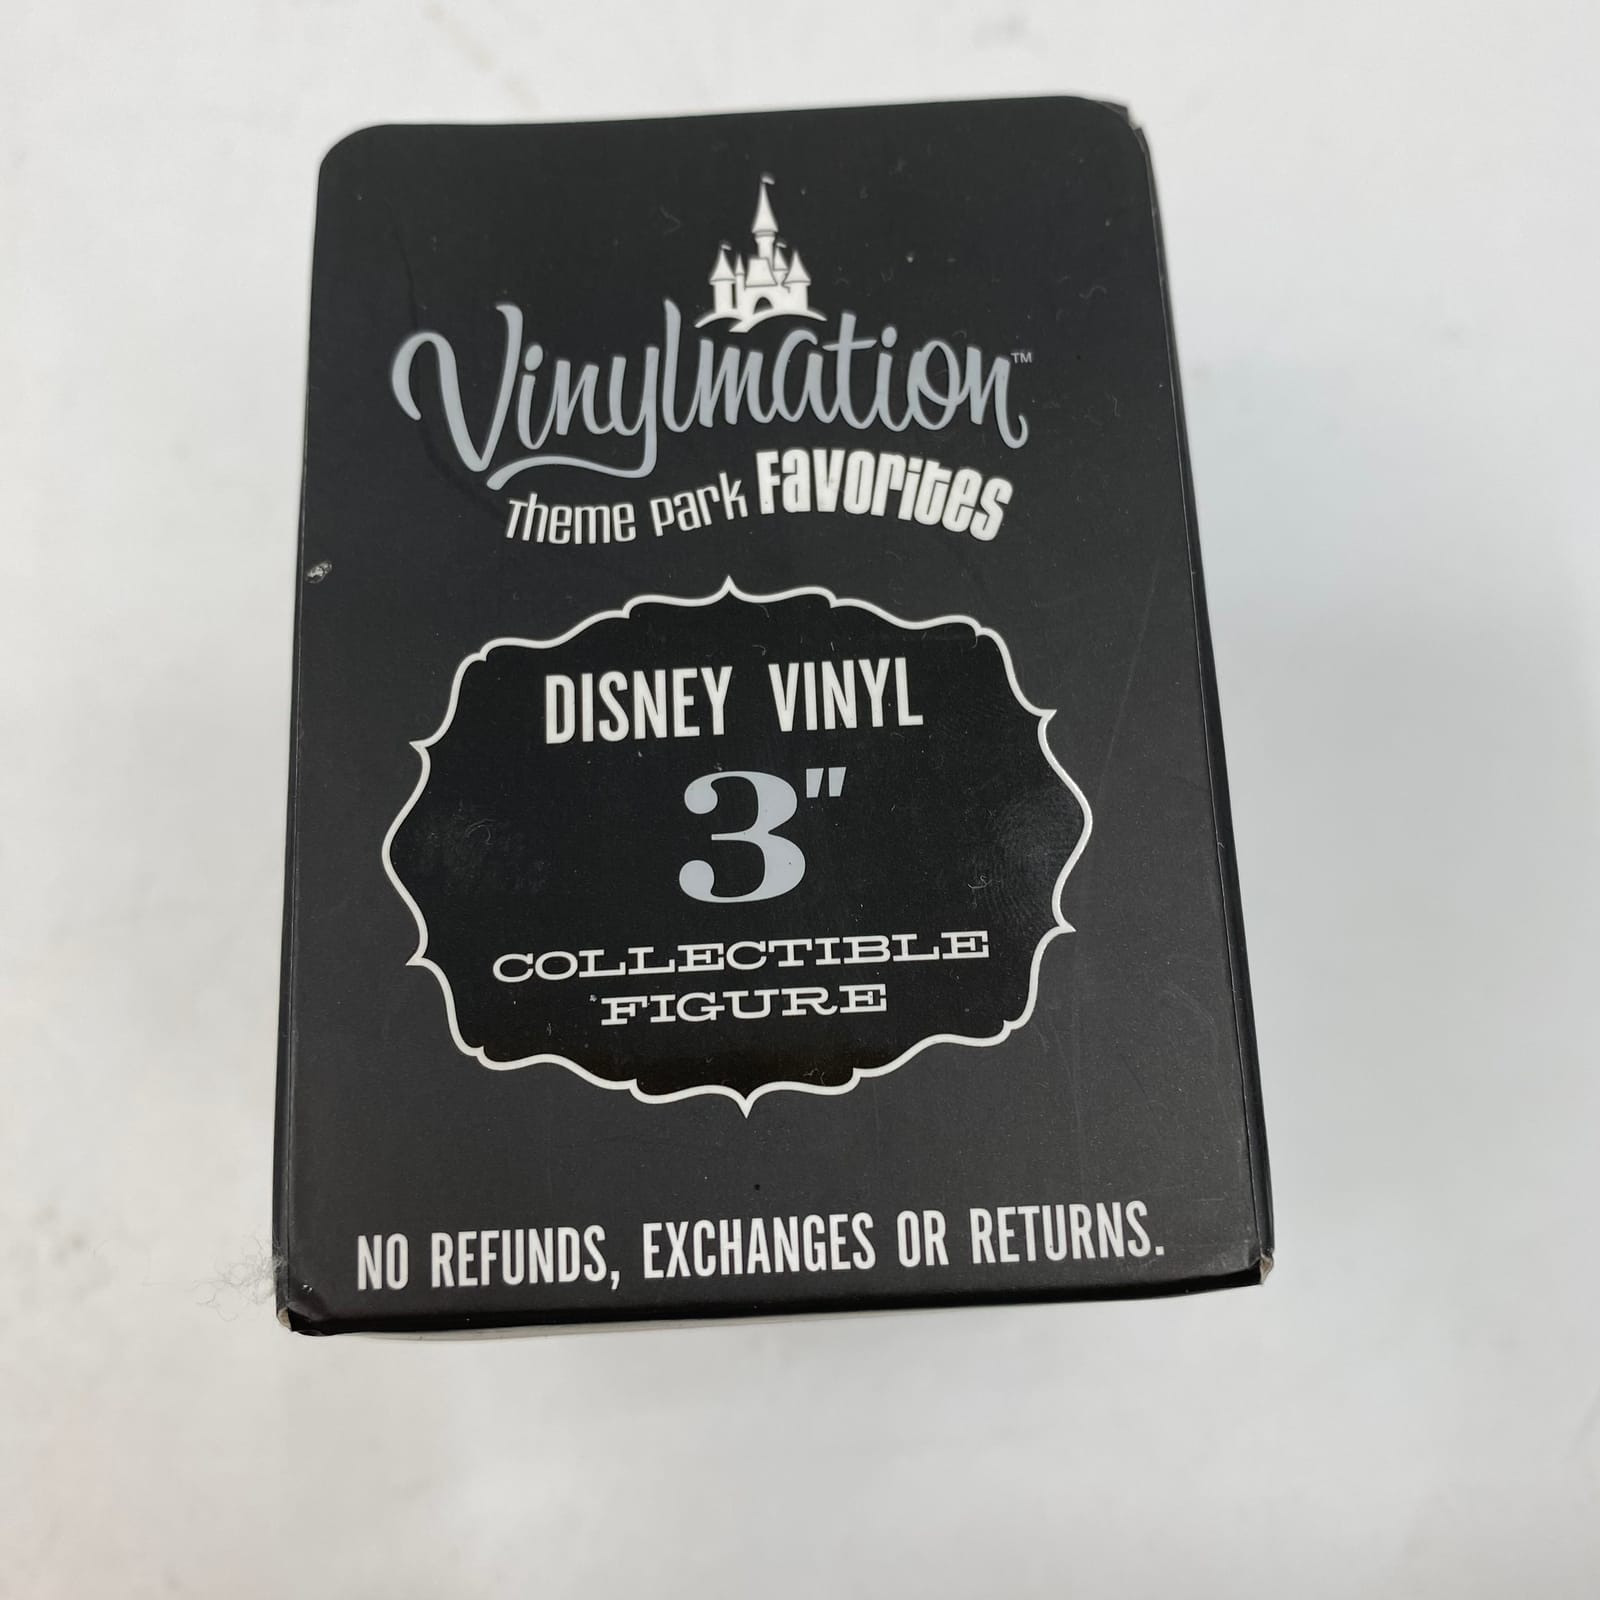 Vinylmation™
Theme Park Favorites
DISNEY VINYL
3"
COLLECTIBLE
FIGURE
NO REFUNDS, EXCHANGES OR RETURNS.